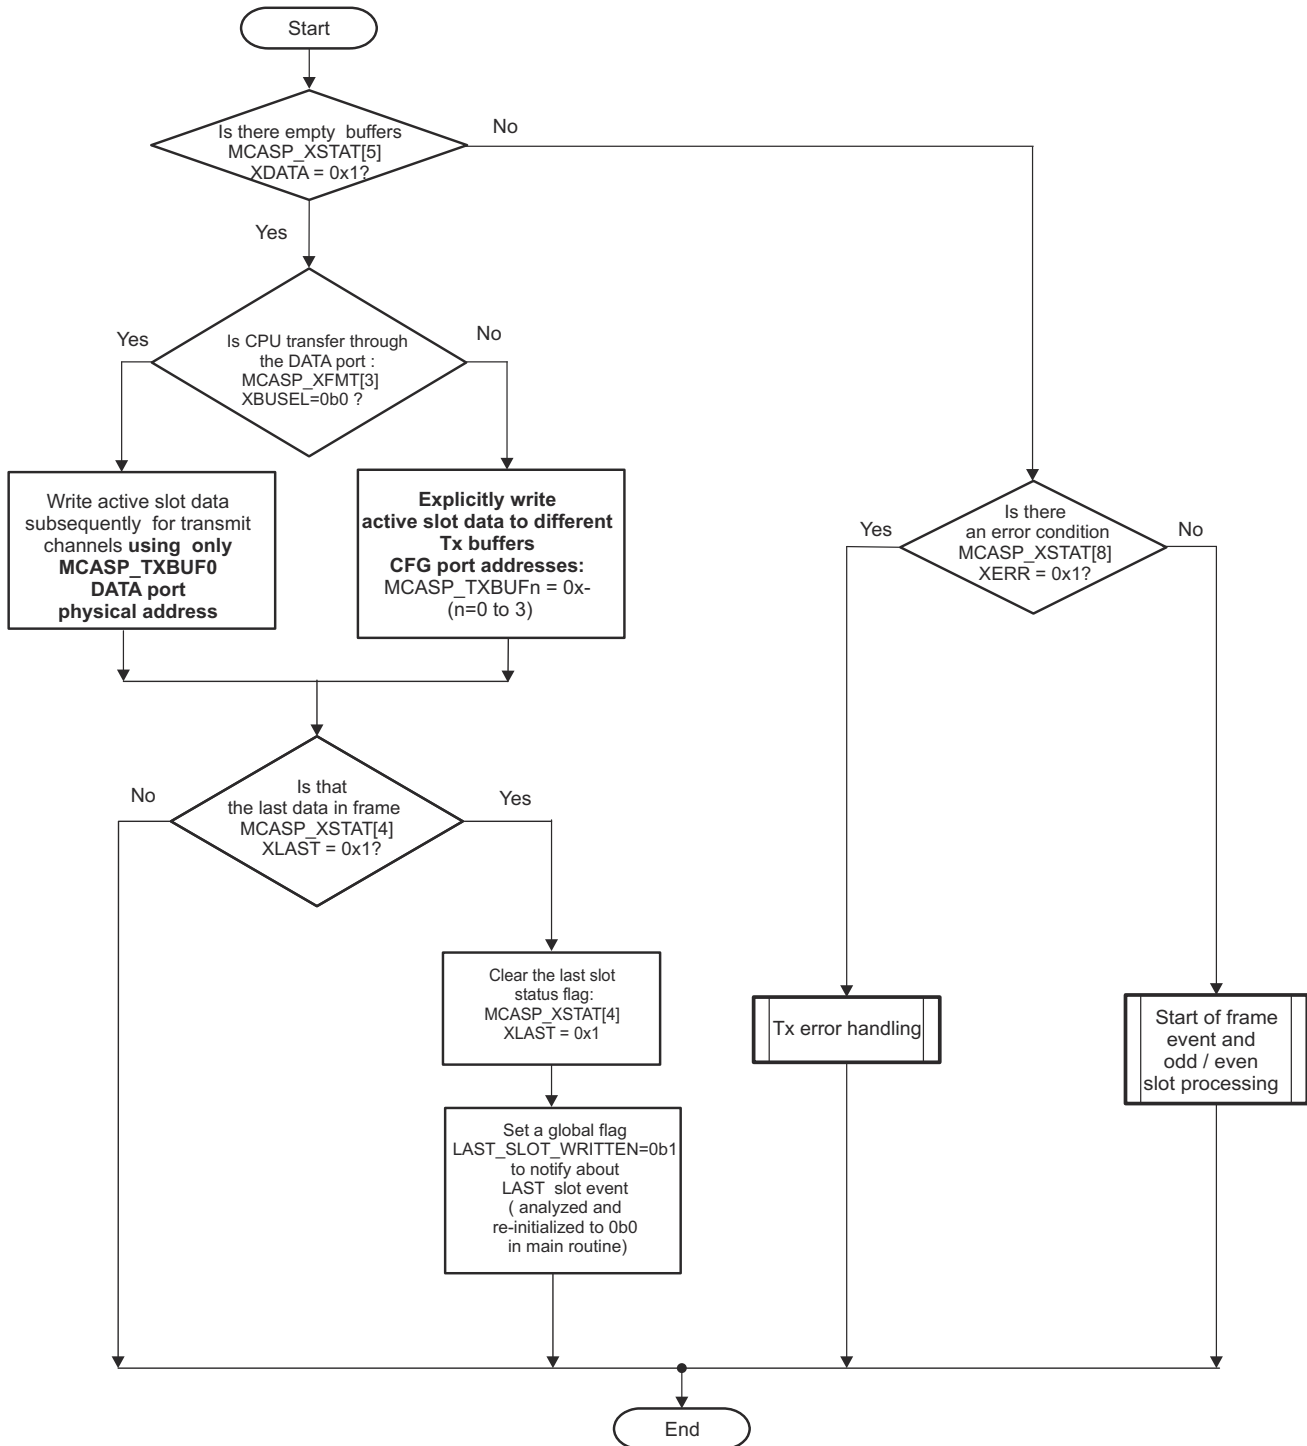 Start
Is there empty buffers
MCASP_XSTAT[5]
XDATA = 0x1?
No
Yes
Is CPU transfer through
the DATA port :
MCASP_XFMT[3]
XBUSEL=0b0 ?
Yes
No
Write active slot data
subsequently for transmit
channels using only
MCASP_TXBUF0
DATA port
physical address
Explicitly write
active slot data to different
Tx buffers
CFG port addresses:
MCASP_TXBUFn = 0x-
(n=0 to 3)
Is there
an error condition
MCASP_XSTAT[8]
XERR = 0x1?
Yes
No
Is that
the last data in frame
MCASP_XSTAT[4]
XLAST = 0x1?
No
Yes
Clear the last slot
status flag:
MCASP_XSTAT[4]
XLAST = 0x1
Tx error handling
Start of frame
event and
odd / even
slot processing
Set a global flag
LAST_SLOT_WRITTEN=0b1
to notify about
LAST slot event
( analyzed and
re-initialized to 0b0
in main routine)
End